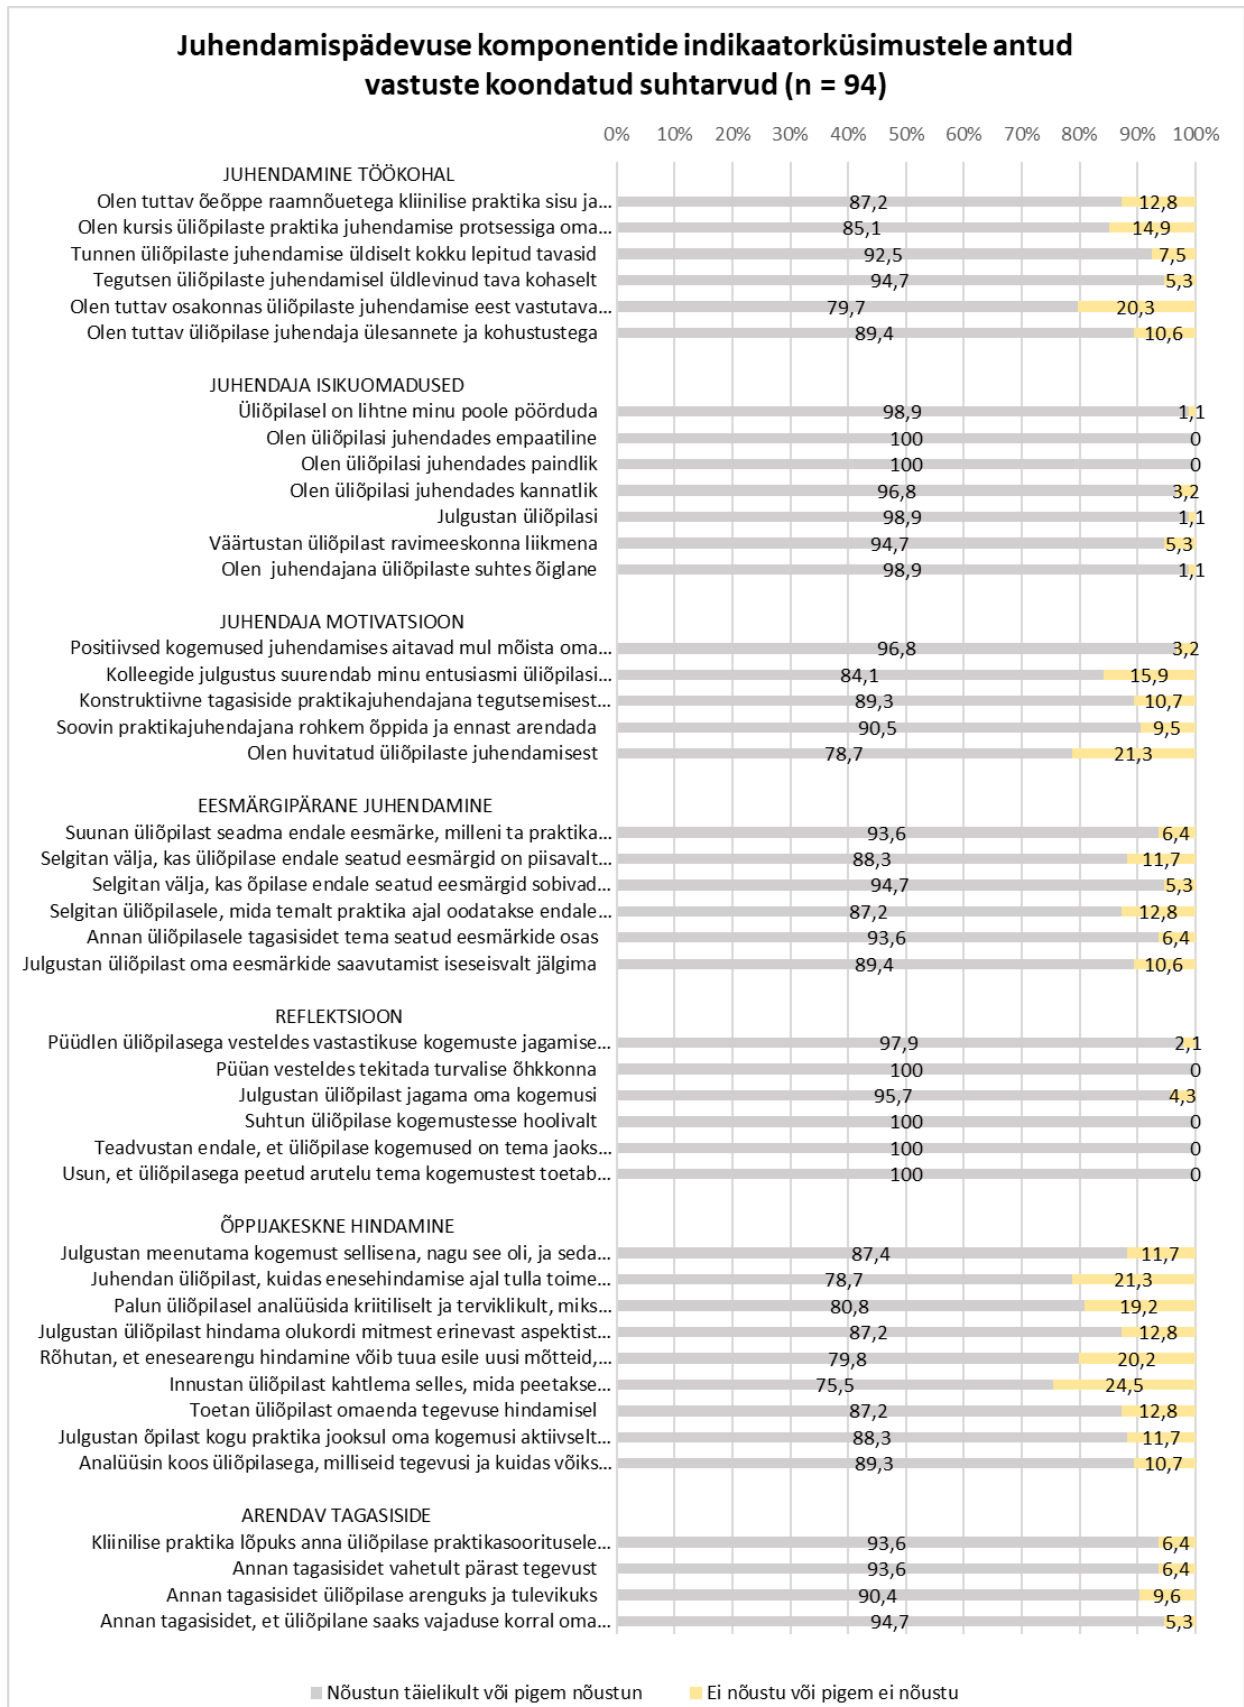 Juhendamispädevuse komponentide indikaatorküsimustele antud
vastuste koondatud suhtarvud (n = 94)
0% 10% 20% 30% 40% 50% 60% 70% 80% 90% 100%
JUHENDAMINE TÖÖKOHAL
Olen tuttav õeõppe raamnõuetega kliinilise praktika sisu ja... 87,2 12,8
Olen kursis üliõpilaste praktika juhendamise protsessiga oma... 85,1 14,9
Tunnen üliõpilaste juhendamise üldiselt kokku lepitud tavasid 92,5 7,5
Tegutsen üliõpilaste juhendamisel üldlevinud tava kohaselt 94,7 5,3
Olen tuttav osakonnas üliõpilaste juhendamise eest vastutava... 79,7 20,3
Olen tuttav üliõpilase juhendaja ülesannete ja kohustustega 89,4 10,6
JUHENDAJA ISIKUOMADUSED
Üliõpilasel on lihtne minu poole pöörduda 98,9 1,1
Olen üliõpilasi juhendades empaatiline 100 0
Olen üliõpilasi juhendades paindlik 100 0
Olen üliõpilasi juhendades kannatlik 96,8 3,2
Julgustan üliõpilasi 98,9 1,1
Väärtustan üliõpilast ravimeeskonna liikmena 94,7 5,3
Olen juhendajana üliõpilaste suhtes õiglane 98,9 1,1
JUHENDAJA MOTIVATSIOON
Positiivsed kogemused juhendamises aitavad mul mõista oma... 96,8 3,2
Kolleegide julgustus suurendab minu entusiasmi üliõpilasi... 84,1 15,9
Konstruktiivne tagasiside praktikajuhendajana tegutsemisest... 89,3 10,7
Soovin praktikajuhendajana rohkem õppida ja ennast arendada 90,5 9,5
Olen huvitatud üliõpilaste juhendamisest 78,7 21,3
EESMÄRGIPÄRANE JUHENDAMINE
Suunan üliõpilast seadma endale eesmärke, milleni ta praktika... 93,6 6,4
Selgitan välja, kas üliõpilase endale seatud eesmärgid on piisavalt... 88,3 11,7
Selgitan välja, kas õpilase endale seatud eesmärgid sobivad... 94,7 5,3
Selgitan üliõpilasele, mida temalt praktika ajal oodatakse endale... 87,2 12,8
Annan üliõpilasele tagasisidet tema seatud eesmärkide osas 93,6 6,4
Julgustan üliõpilast oma eesmärkide saavutamist iseseisvalt jälgima 89,4 10,6
REFLEKTSIOON
Püüdlen üliõpilasega vesteldes vastastikuse kogemuste jagamise... 97,9 2,1
Püüan vesteldes tekitada turvalise õhkkonna 100 0
Julgustan üliõpilast jagama oma kogemusi 95,7 4,3
Suhtun üliõpilase kogemustesse hoolivalt 100 0
Teadvustan endale, et üliõpilase kogemused on tema jaoks... 100 0
Usun, et üliõpilasega peetud arutelu tema kogemustest toetab... 100 0
ÕPPIJAKESKNE HINDAMINE
Julgustan meenutama kogemust sellisena, nagu see oli, ja seda... 87,4 11,7
Juhendan üliõpilast, kuidas enesehindamise ajal tulla toime... 78,7 21,3
Palun üliõpilasel analüüsida kriitiliselt ja terviklikult, miks... 80,8 19,2
Julgustan üliõpilast hindama olukordi mitmest erinevast aspektist... 87,2 12,8
Rõhutan, et enesearengu hindamine võib tuua esile uusi mõtteid,... 79,8 20,2
Innustan üliõpilast kahtlema selles, mida peetakse... 75,5 24,5
Toetan üliõpilast omaenda tegevuse hindamisel 87,2 12,8
Julgustan õpilast kogu praktika jooksul oma kogemusi aktiivselt... 88,3 11,7
Analüüsin koos üliõpilasega, milliseid tegevusi ja kuidas võiks... 89,3 10,7
ARENDAV TAGASISIDE
Kliinilise praktika lõpuks anna üliõpilase praktikasooritusele... 93,6 6,4
Annan tagasisidet vahetult pärast tegevust 93,6 6,4
Annan tagasisidet üliõpilase arenguks ja tulevikuks 90,4 9,6
Annan tagasisidet, et üliõpilane saaks vajaduse korral oma... 94,7 5,3
Nõustun täielikult või pigem nõustun Ei nõustu või pigem ei nõustu